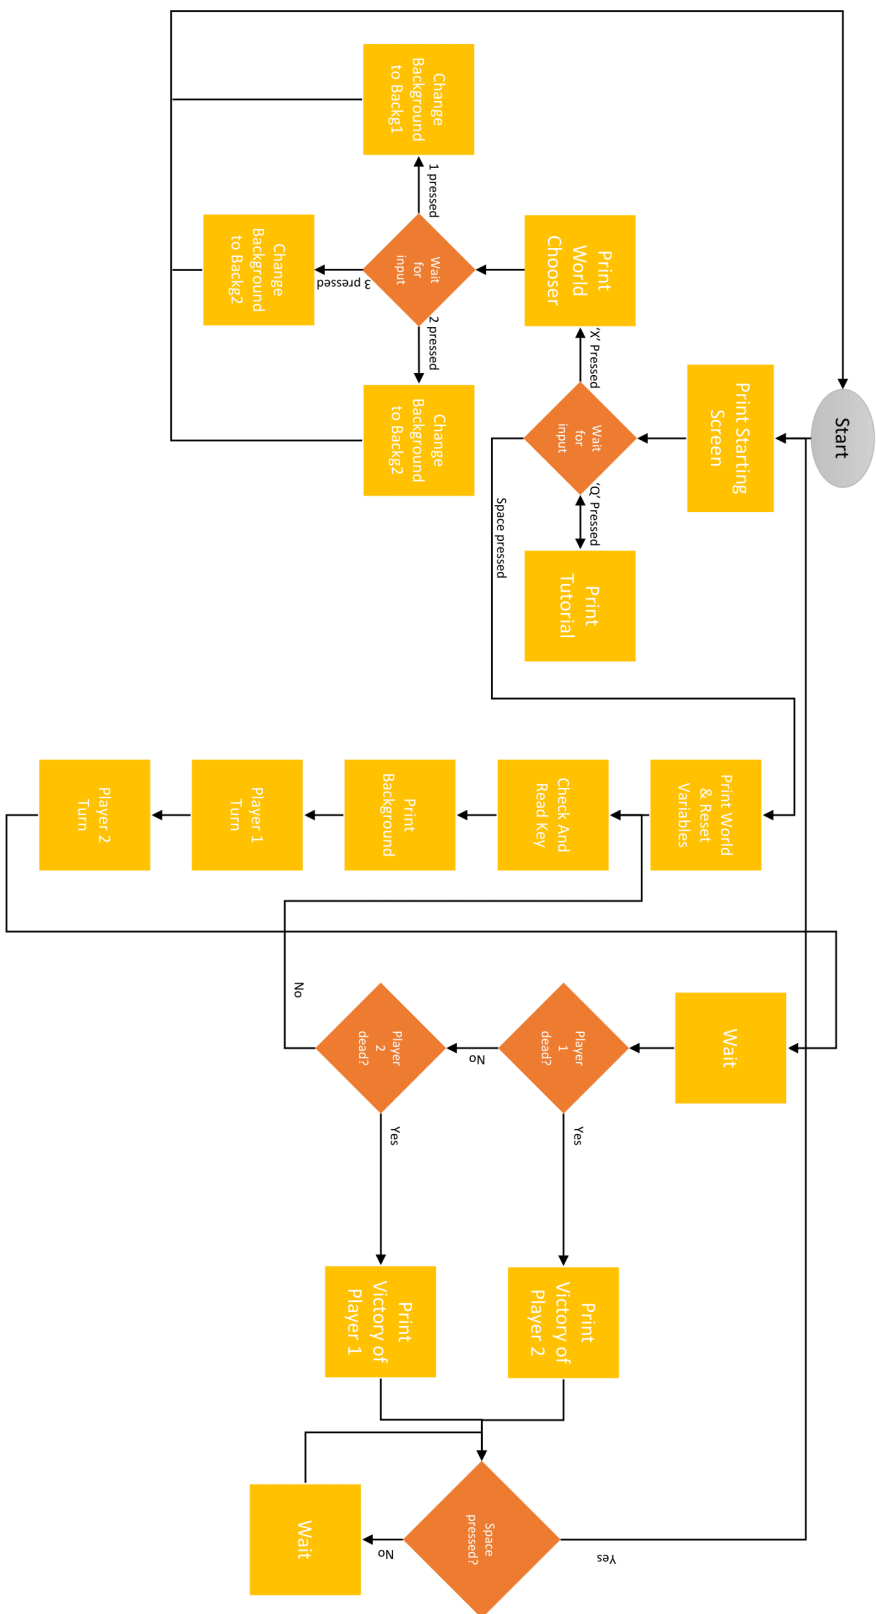 Start
Print Starting
Screen
Wait
for
input
'X' Pressed
'Q' Pressed
Space pressed
Print
World
Chooser
Print
Tutorial
Wait
for
input
1 pressed
2 pressed
3 pressed
Change
Background
to Backg1
Change
Background
to Backg2
Change
Background
to Backg2
Print World
& Reset
Variables
Check And
Read Key
Print
Background
Player 1
Turn
Player 2
Turn
Wait
Player
1
dead?
No
Yes
Player
2
dead?
No
Yes
Print
Victory of
Player 2
Print
Victory of
Player 1
Space
pressed?
Yes
No
Wait